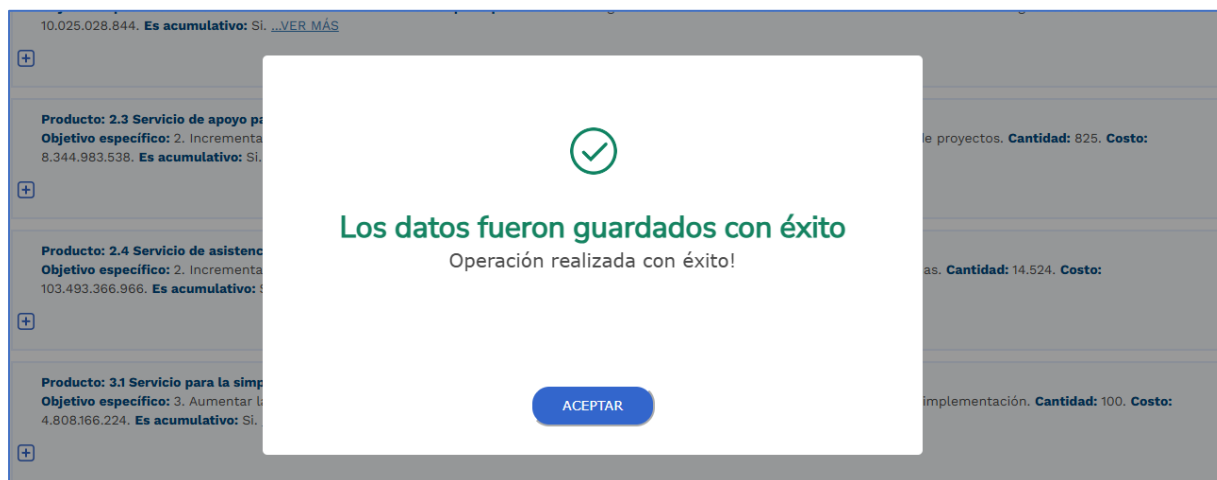 10.025.028.844. Es acumulativo: Si. ...VER MÁS
Producto: 2.3 Servicio de apoyo
Objetivo específico: 2. Incrementa
de proyectos. Cantidad: 825. Costo:
8.344.983.538. Es acumulativo: Si.
Los datos fueron guardados con éxito
Operación realizada con éxito!
Producto: 2.4 Servicio de asistenc
Objetivo específico: 2. Incrementa
as. Cantidad: 14.524. Costo:
103.493.366.966. Es acumulativo:
ACEPTAR
Producto: 3.1 Servicio para la simp
Objetivo específico: 3. Aumentar
implementación. Cantidad: 100. Costo:
4.808.166.224. Es acumulativo: Si.